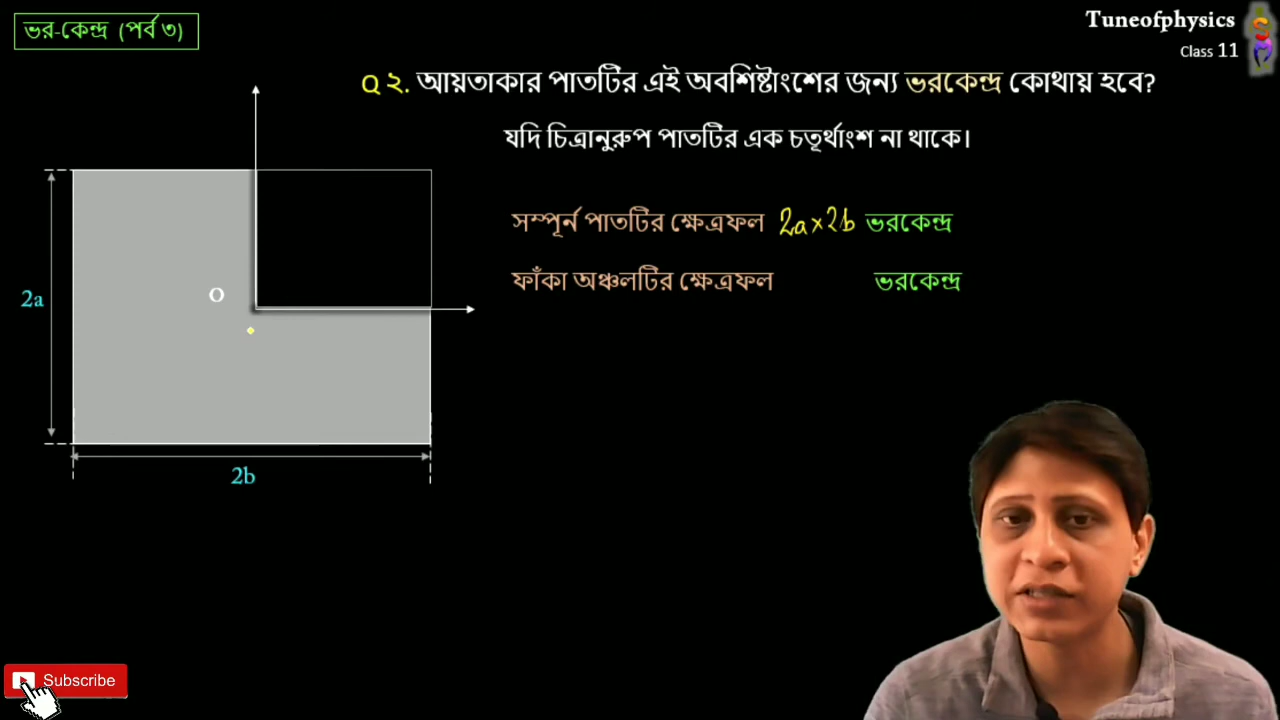 ভর-কেন্দ্র (পর্ব ৩)
Tuneofphysics
Class 11
Q ২. আয়তাকার পাতটির এই অবশিষ্টাংশের জন্য ভরকেন্দ্র কোথায় হবে?
যদি চিত্রানুরুপ পাতটির এক চতূর্থাংশ না থাকে।
সম্পূর্ন পাতটির ক্ষেত্রফল 2a×2b ভরকেন্দ্র
ফাঁকা অঞ্চলটির ক্ষেত্রফল ভরকেন্দ্র
O
2a
2b
Subscribe